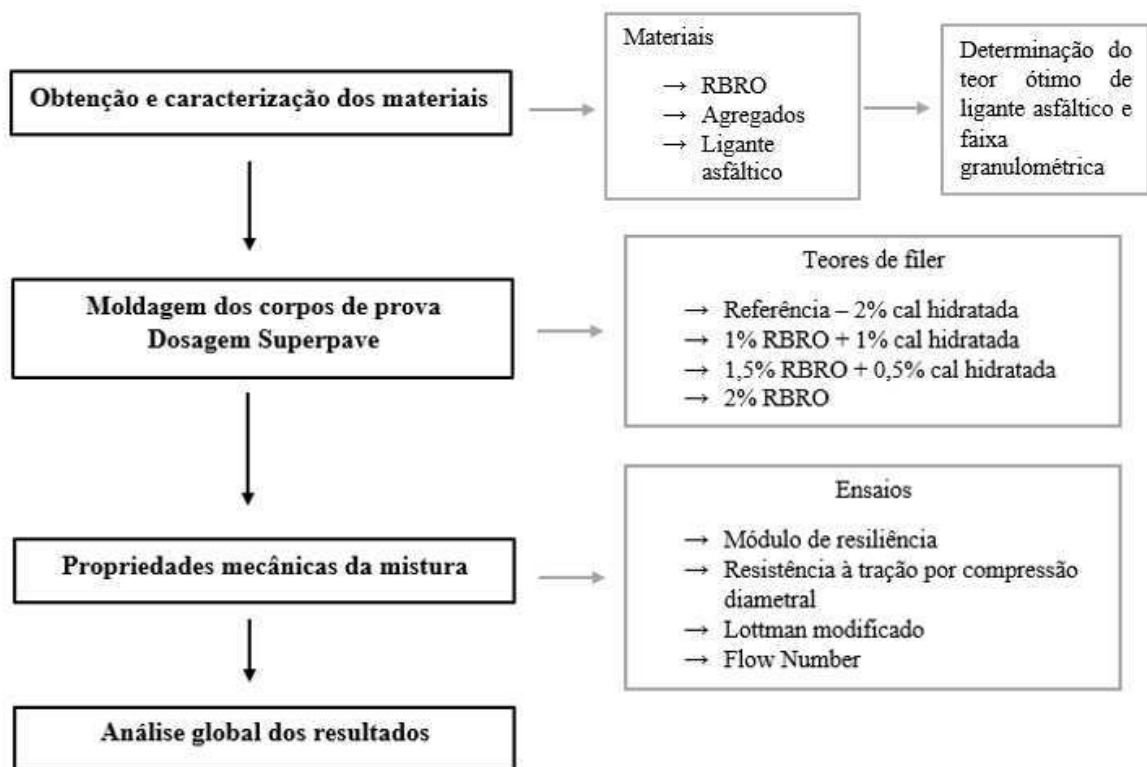 Obtenção e caracterização dos materiais
Materiais
→ RBRO
→ Agregados
→ Ligante
asfáltico
Determinação do
teor ótimo de
ligante asfáltico e
faixa
granulométrica
Moldagem dos corpos de prova
Dosagem Superpave
Teores de fíler
→ Referência – 2% cal hidratada
→ 1% RBRO + 1% cal hidratada
→ 1,5% RBRO + 0,5% cal hidratada
→ 2% RBRO
Propriedades mecânicas da mistura
Ensaios
→ Módulo de resiliência
→ Resistência à tração por compressão
diametral
→ Lottman modificado
→ Flow Number
Análise global dos resultados